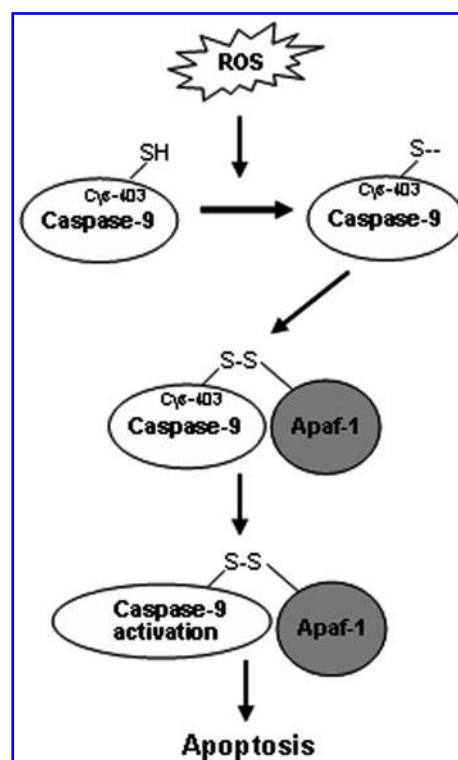 ROS
SH
Cys-403
Caspase-9
S--
Cys-403
Caspase-9
S-S
Cys-403
Caspase-9
Apaf-1
S-S
Caspase-9
activation
Apaf-1
Apoptosis